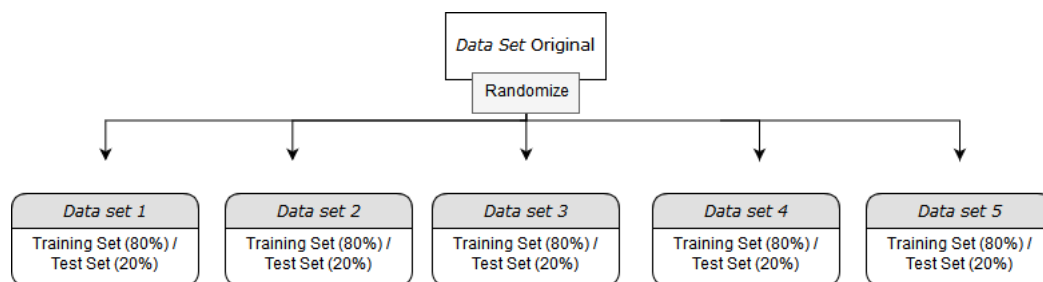 Data Set Original
Randomize
Data set 1
Training Set (80%) /
Test Set (20%)
Data set 2
Training Set (80%) /
Test Set (20%)
Data set 3
Training Set (80%) /
Test Set (20%)
Data set 4
Training Set (80%) /
Test Set (20%)
Data set 5
Training Set (80%) /
Test Set (20%)